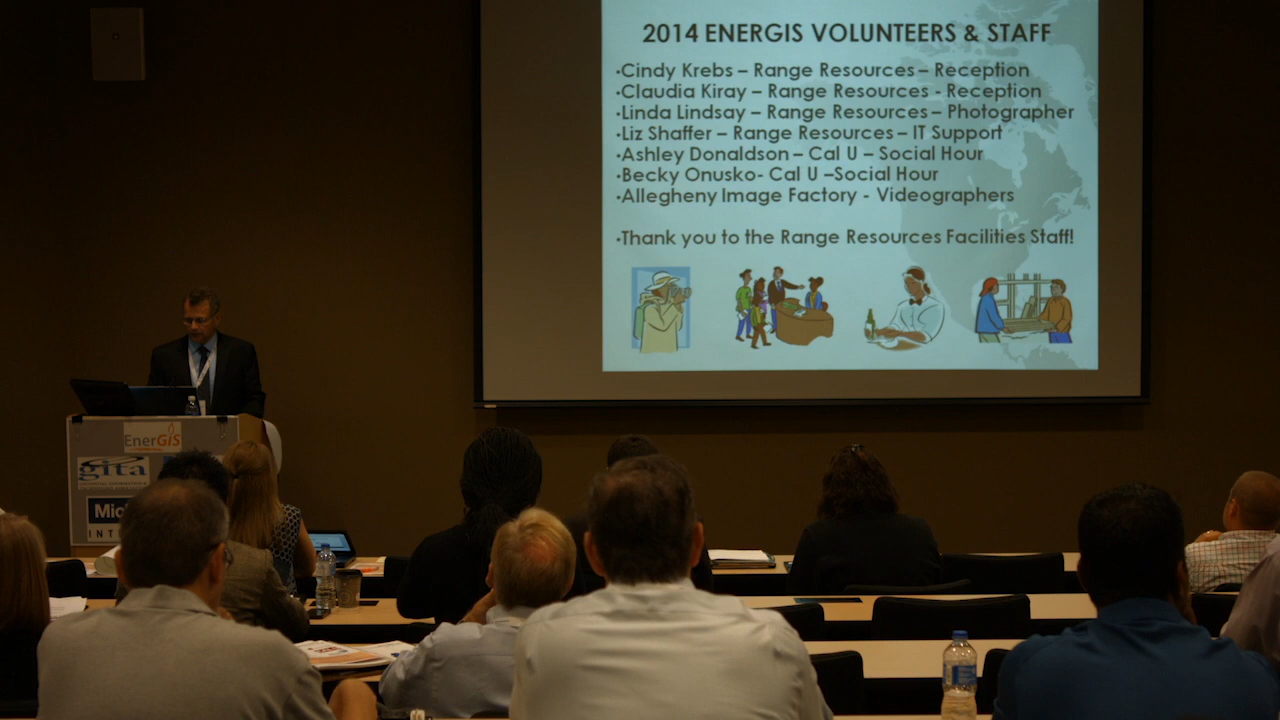 2014 ENERGIS VOLUNTEERS & STAFF
•Cindy Krebs – Range Resources – Reception
•Claudia Kiray – Range Resources - Reception
•Linda Lindsay – Range Resources – Photographer
•Liz Shaffer – Range Resources – IT Support
•Ashley Donaldson – Cal U – Social Hour
•Becky Onusko- Cal U –Social Hour
•Allegheny Image Factory - Videographers
•Thank you to the Range Resources Facilities Staff!
EnerGIS
gita